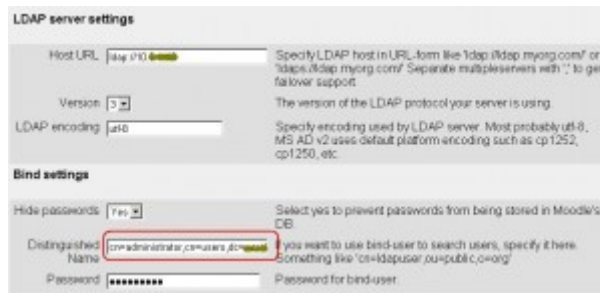 LDAP server settings
Host URL ldap://10. Specify LDAP host in URL-form like 'ldap://ldap.myorg.com/' or
'ldaps://ldap.myorg.com/' Separate multipleservers with ';' to get
failover support.
Version 3 The version of the LDAP protocol your server is using.
LDAP encoding utf-8 Specify encoding used by LDAP server. Most probably utf-8,
MS AD v2 uses default platform encoding such as cp1252,
cp1250, etc.
Bind settings
Hide passwords Yes Select yes to prevent passwords from being stored in Moodle's
DB.
Distinguished cn=administrator,cn=users,dc= If you want to use bind-user to search users, specify it here.
Name Something like 'cn=ldapuser,ou=public,o=org'
Password ●●●●●●●●● Password for bind-user.